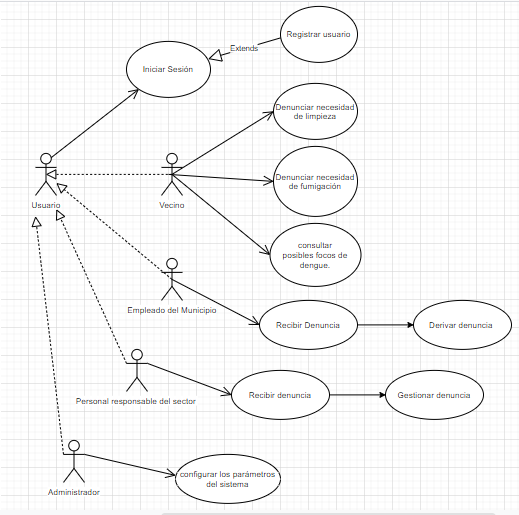 Registrar usuario
Extends
Iniciar Sesión
Denunciar necesidad
de limpieza
Denunciar necesidad
de fumigación
Usuario
Vecino
consultar
posibles focos de
dengue.
Empleado del Municipio
Recibir Denuncia
Derivar denuncia
Personal responsable del sector
Recibir denuncia
Gestionar denuncia
configurar los parámetros
del sistema
Administrador